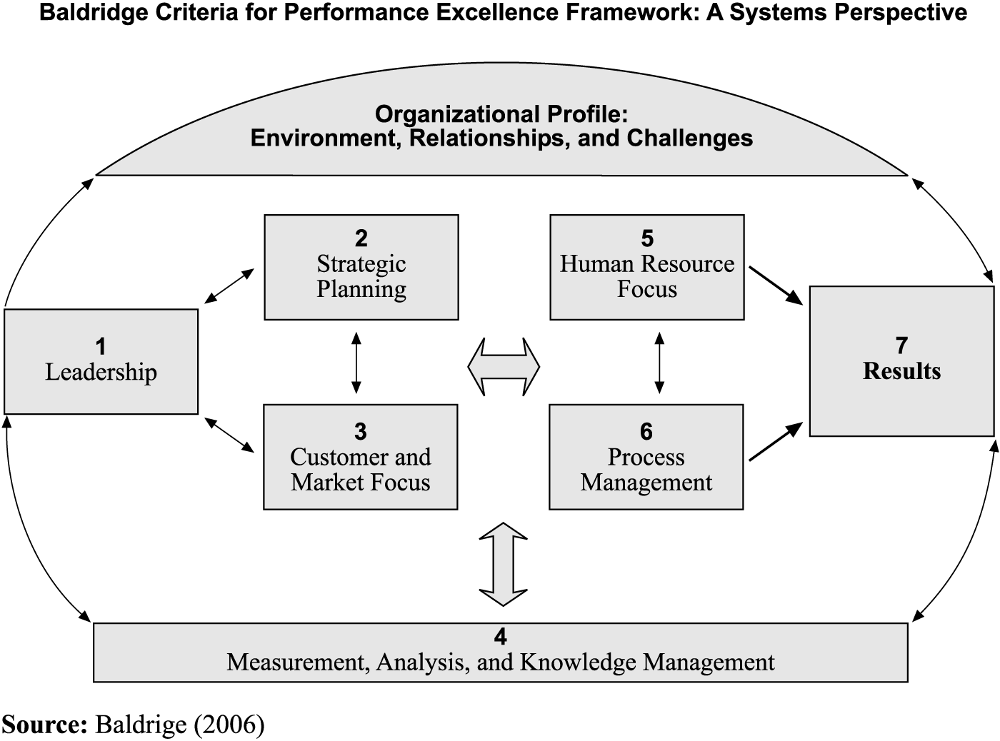 Baldridge Criteria for Performance Excellence Framework: A Systems Perspective
Organizational Profile:
Environment, Relationships, and Challenges
1
Leadership
2
Strategic
Planning
3
Customer and
Market Focus
5
Human Resource
Focus
6
Process
Management
7
Results
4
Measurement, Analysis, and Knowledge Management
Source: Baldrige (2006)